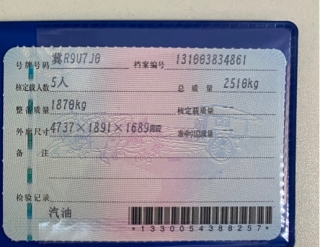 号牌号码 冀R9U7J0 档案编号 131003834861
核定载人数 5人 总质量 2510kg
整备质量 1870kg 核定载质量
外廓尺寸 4737×1891×1689mm 准牵引总质量
备注
检验记录
汽油
*1330054388257*